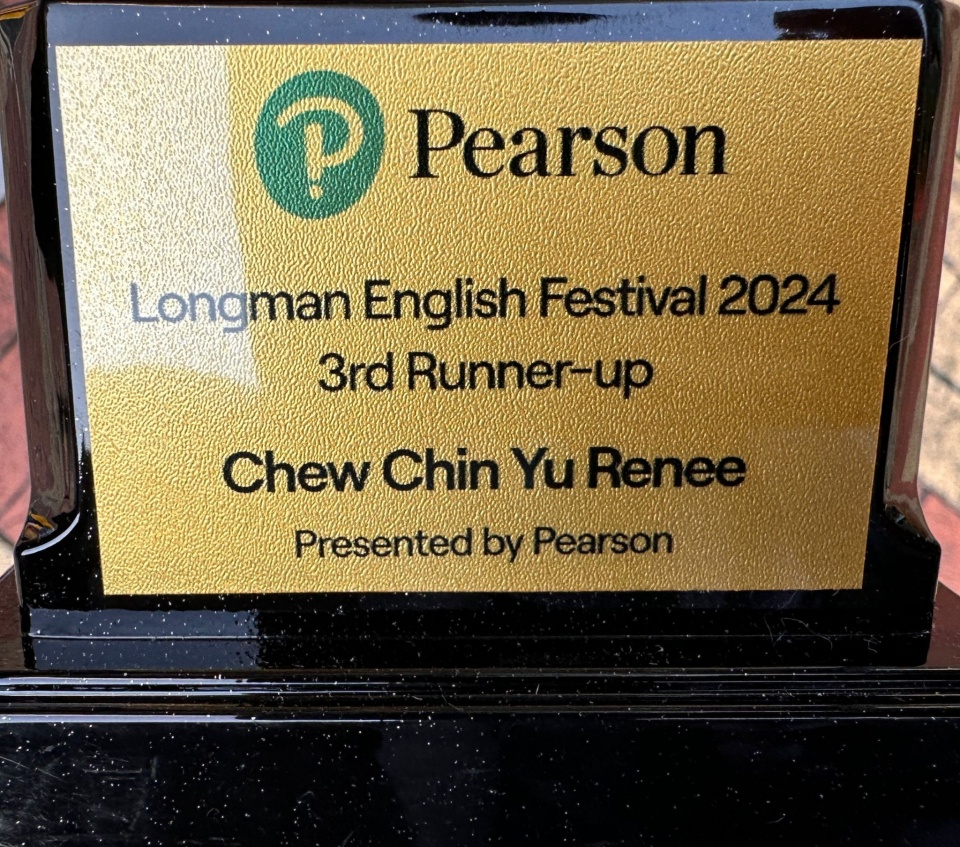 Pearson
Longman English Festival 2024
3rd Runner-up
Chew Chin Yu Renee
Presented by Pearson